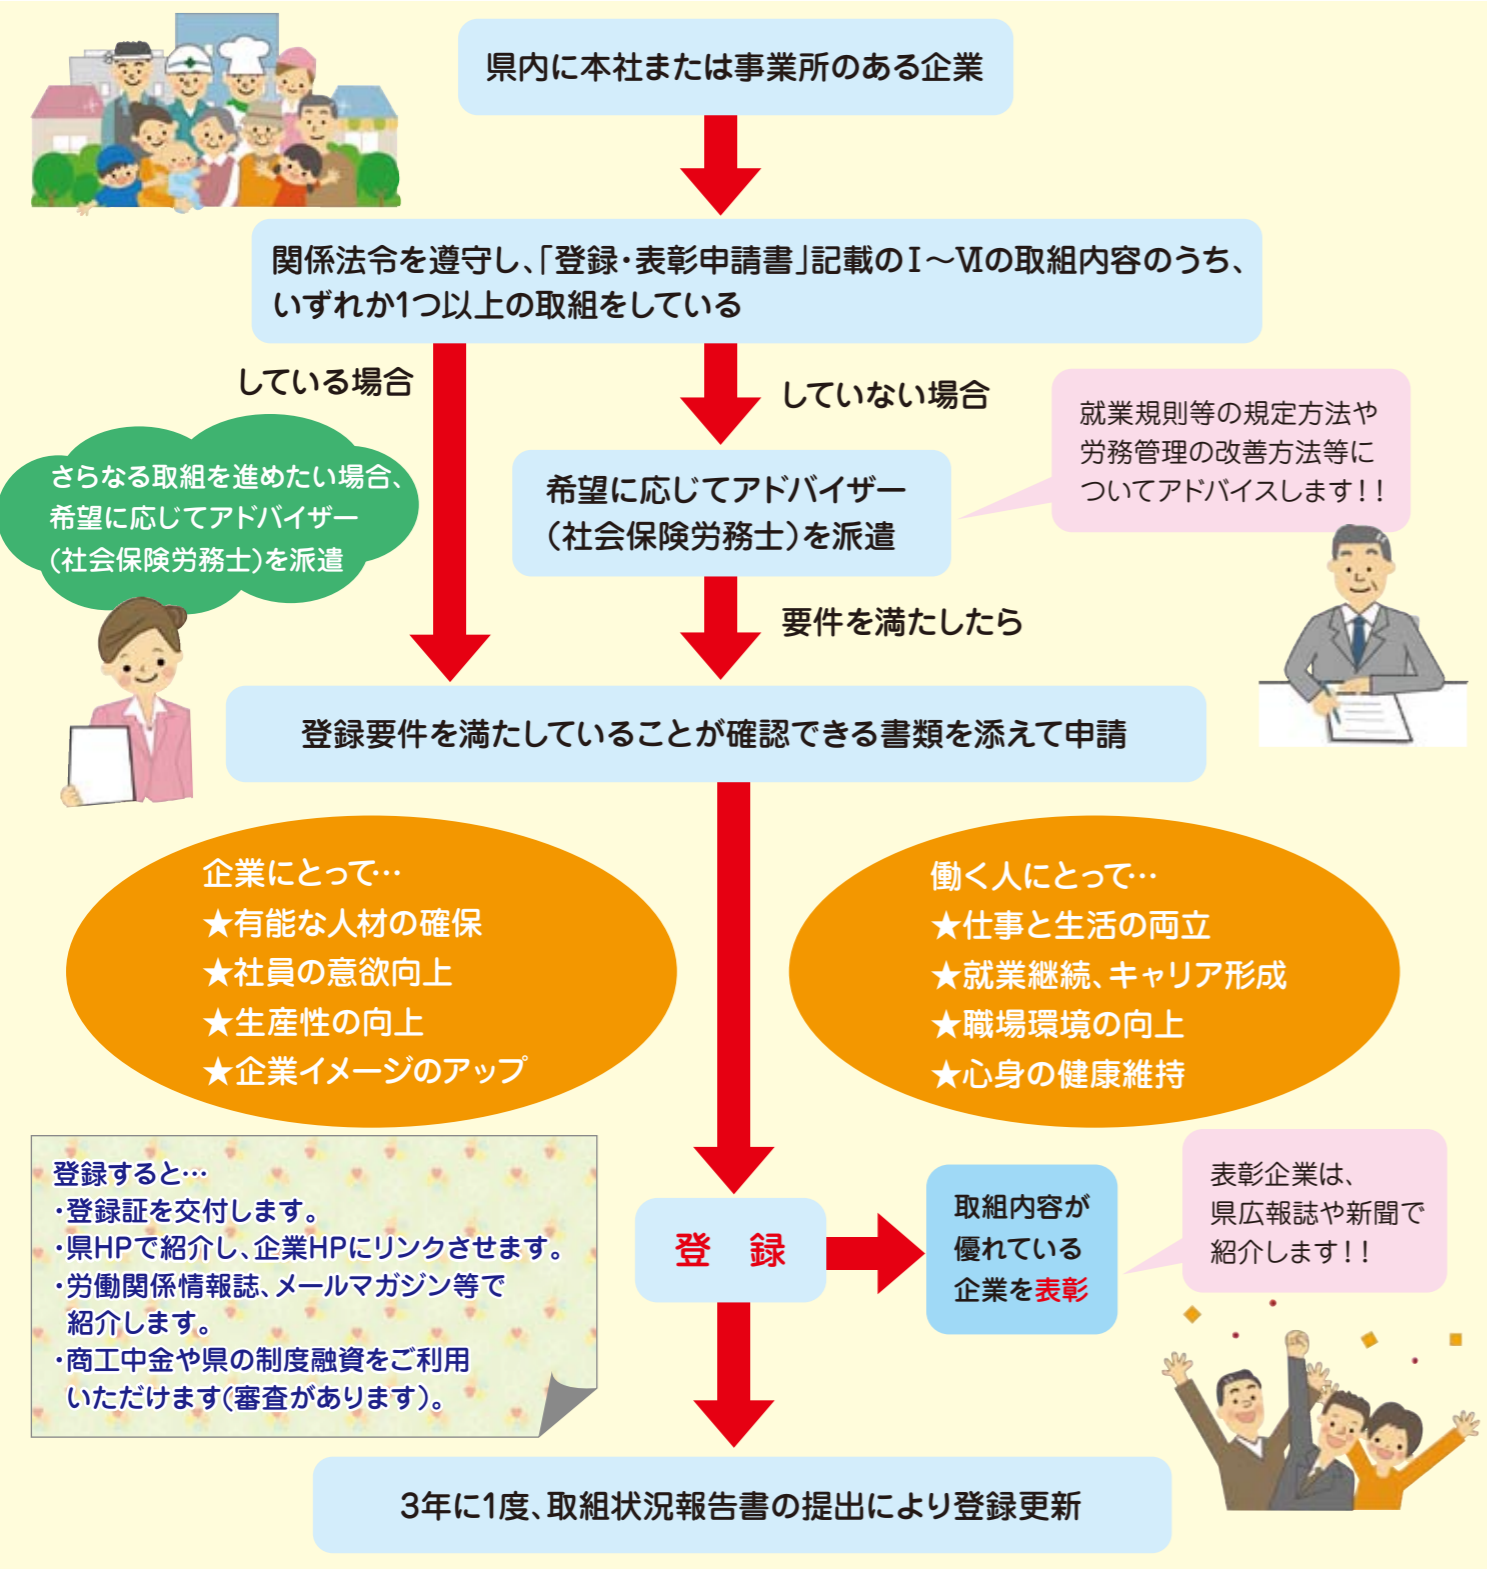 県内に本社または事業所のある企業
関係法令を遵守し、「登録・表彰申請書」記載のⅠ～Ⅵの取組内容のうち、
いずれか1つ以上の取組をしている
している場合
していない場合
就業規則等の規定方法や
労務管理の改善方法等に
ついてアドバイスします！！
さらなる取組を進めたい場合、
希望に応じてアドバイザー
(社会保険労務士)を派遣
希望に応じてアドバイザー
（社会保険労務士）を派遣
要件を満たしたら
登録要件を満たしていることが確認できる書類を添えて申請
企業にとって…
★有能な人材の確保
★社員の意欲向上
★生産性の向上
★企業イメージのアップ
働く人にとって…
★仕事と生活の両立
★就業継続、キャリア形成
★職場環境の向上
★心身の健康維持
登録すると…
・登録証を交付します。
・県HPで紹介し、企業HPにリンクさせます。
・労働関係情報誌、メールマガジン等で
紹介します。
・商工中金や県の制度融資をご利用
いただけます(審査があります)。
登　録
取組内容が
優れている
企業を表彰
表彰企業は、
県広報誌や新聞で
紹介します！！
3年に1度、取組状況報告書の提出により登録更新